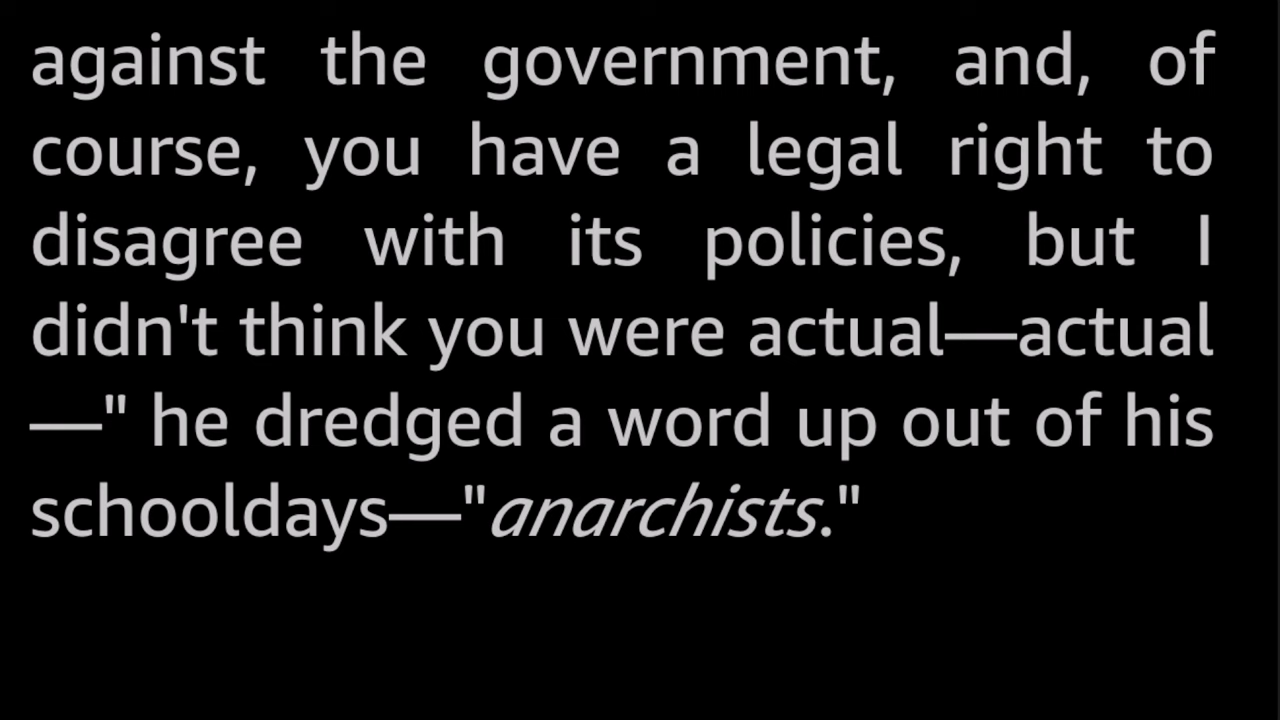 against the government, and, of
course, you have a legal right to
disagree with its policies, but I
didn't think you were actual—actual
—" he dredged a word up out of his
schooldays—"anarchists."